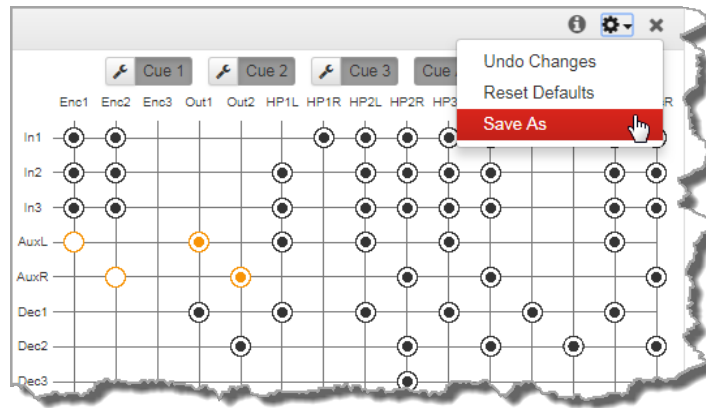 Cue 1 Cue 2 Cue 3 Cue
Undo Changes
Reset Defaults
Save As
Enc1 Enc2 Enc3 Out1 Out2 HP1L HP1R HP2L HP2R HP3 R
In1
In2
In3
AuxL
AuxR
Dec1
Dec2
Dec3